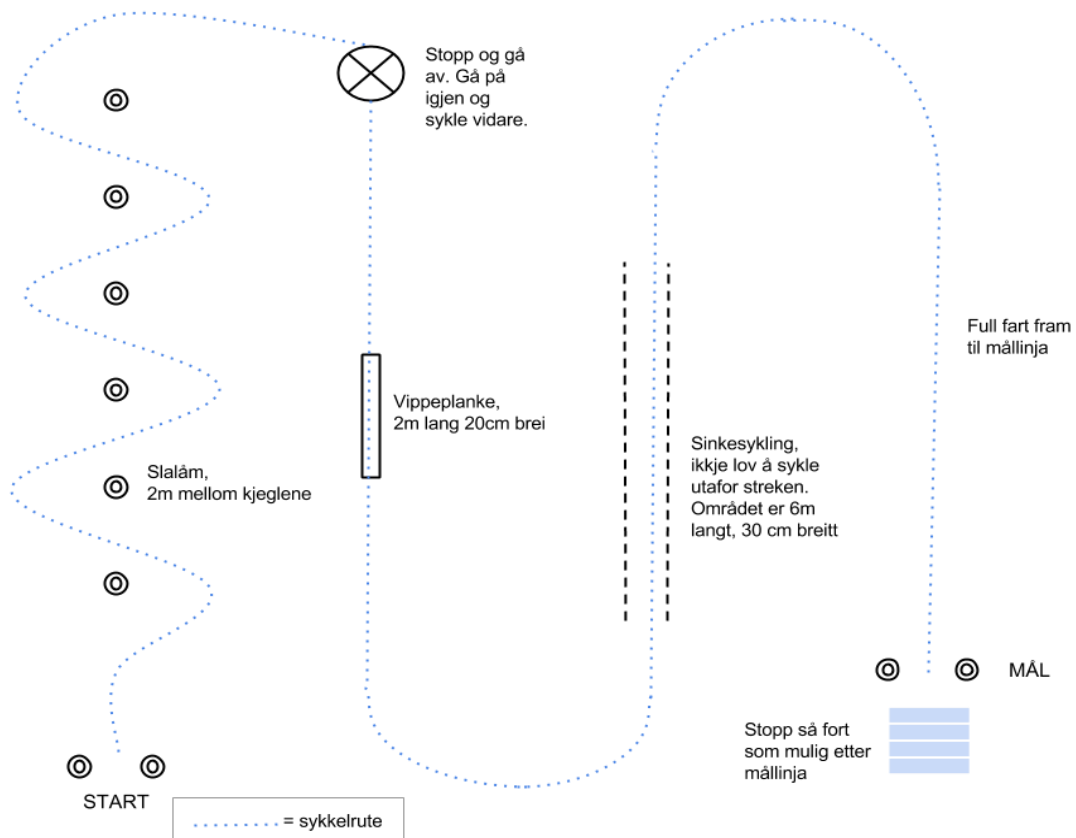 Stopp og gå
av. Gå på
igjen og
sykle vidare.
Full fart fram
til mållinja
Vippeplanke,
2m lang 20cm brei
Sinkesykling,
ikkje lov å sykle
utafor streken.
Området er 6m
langt, 30 cm breitt
Slalåm,
2m mellom kjeglene
MÅL
Stopp så fort
som mulig etter
mållinja
START
= sykkelrute